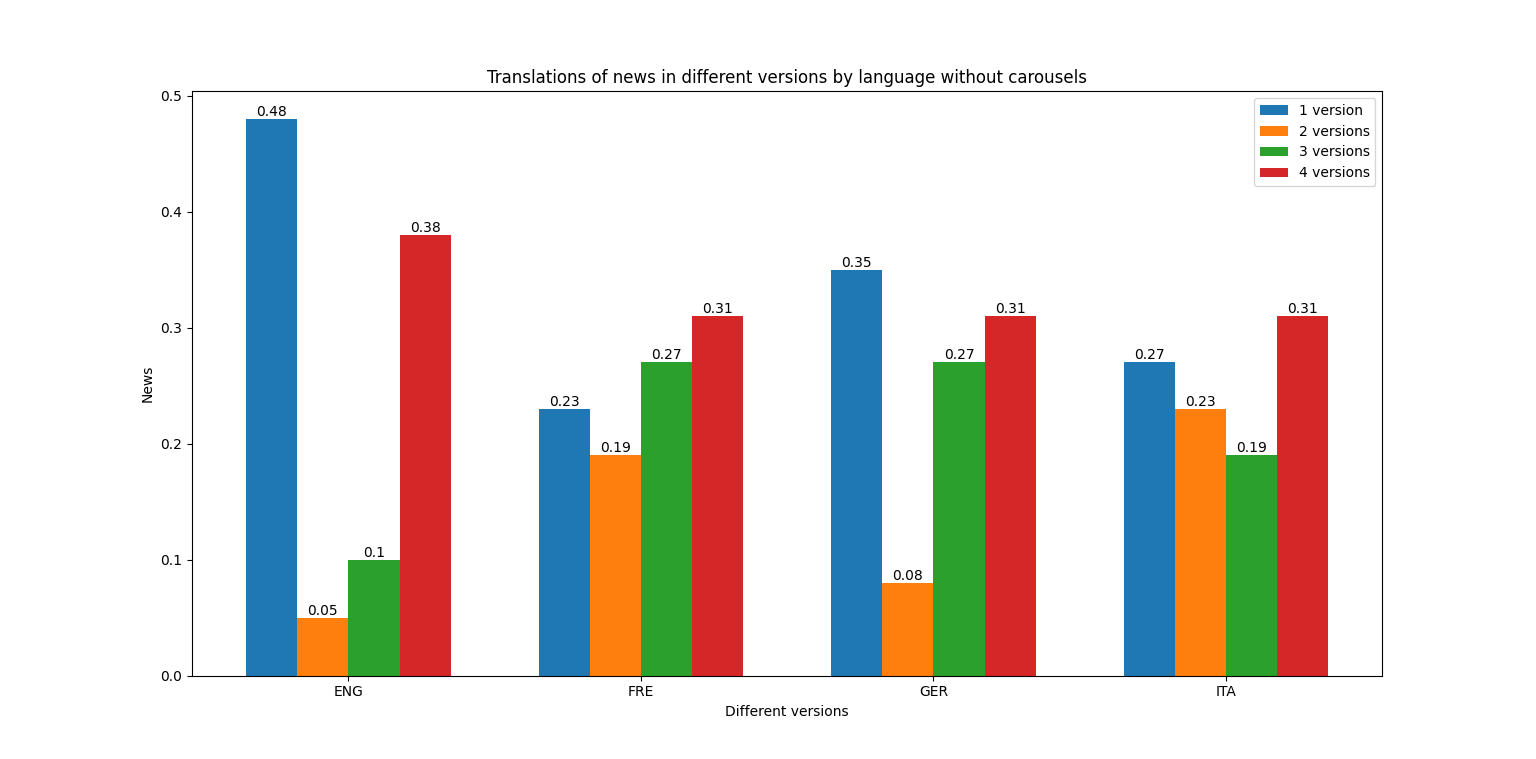 Translations of news in different versions by language without carousels
0.5
0.4
0.3
0.2
0.1
0.0
News
0.48
0.05
0.1
0.38
0.23
0.19
0.27
0.31
0.35
0.08
0.27
0.31
0.27
0.23
0.19
0.31
1 version
2 versions
3 versions
4 versions
ENG
FRE
GER
ITA
Different versions